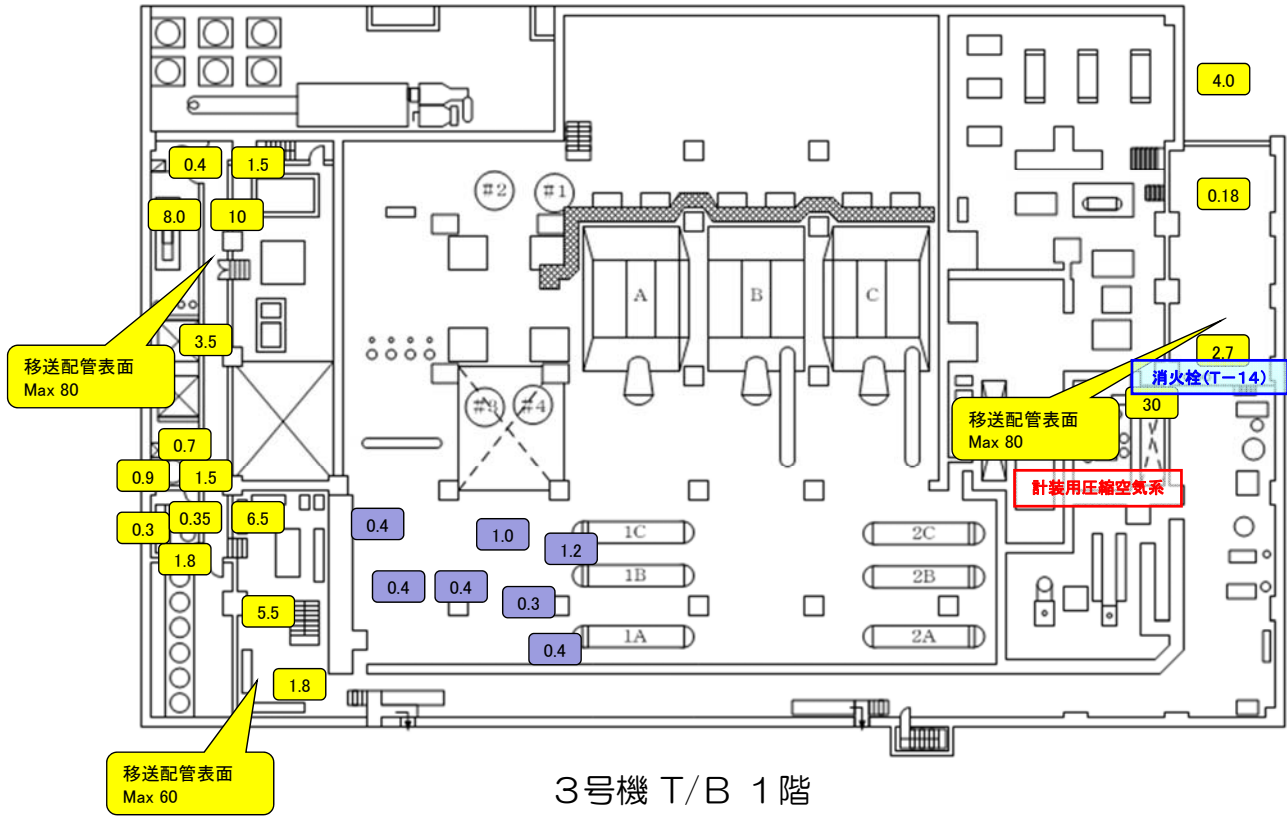 4.0
0.4
1.5
0.18
8.0
10
#2
#1
A
B
C
3.5
2.7
移送配管表面
Max 80
消火栓(T－14)
30
移送配管表面
Max 80
#3
#4
0.7
0.9
1.5
計装用圧縮空気系
0.3
0.35
6.5
0.4
1.0
1.2
1C
2C
1.8
0.4
0.4
1B
2B
0.3
5.5
0.4
1A
2A
1.8
移送配管表面
Max 60
３号機 T/B １階